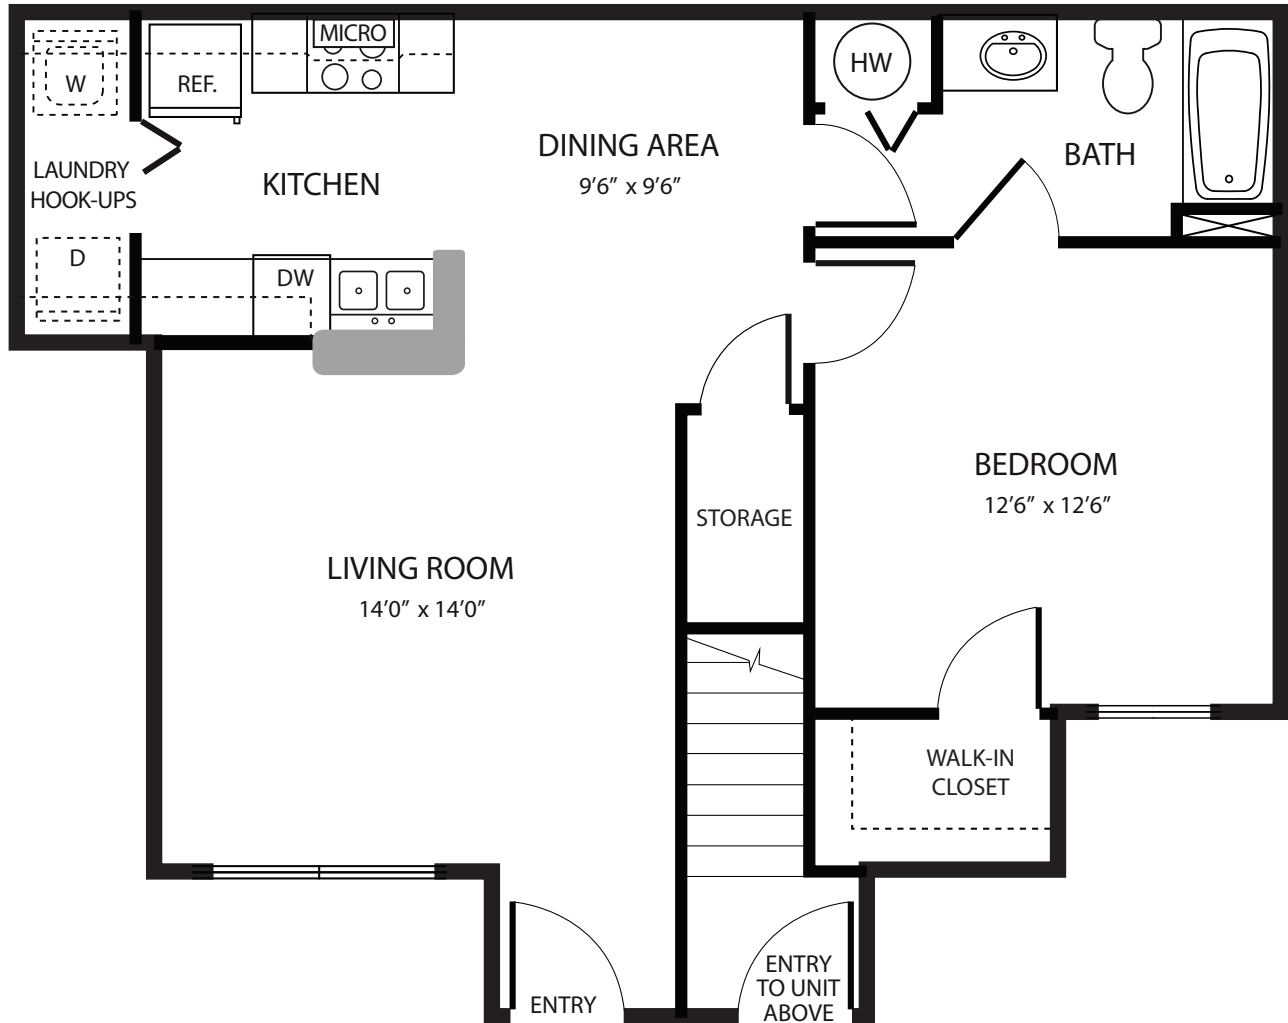 MICRO
W
REF.
HW
LAUNDRY
HOOK-UPS
KITCHEN
DINING AREA
9'6” x 9'6”
BATH
D
DW
BEDROOM
12'6” x 12'6”
STORAGE
LIVING ROOM
14'0” x 14'0”
WALK-IN
CLOSET
ENTRY
ENTRY
TO UNIT
ABOVE